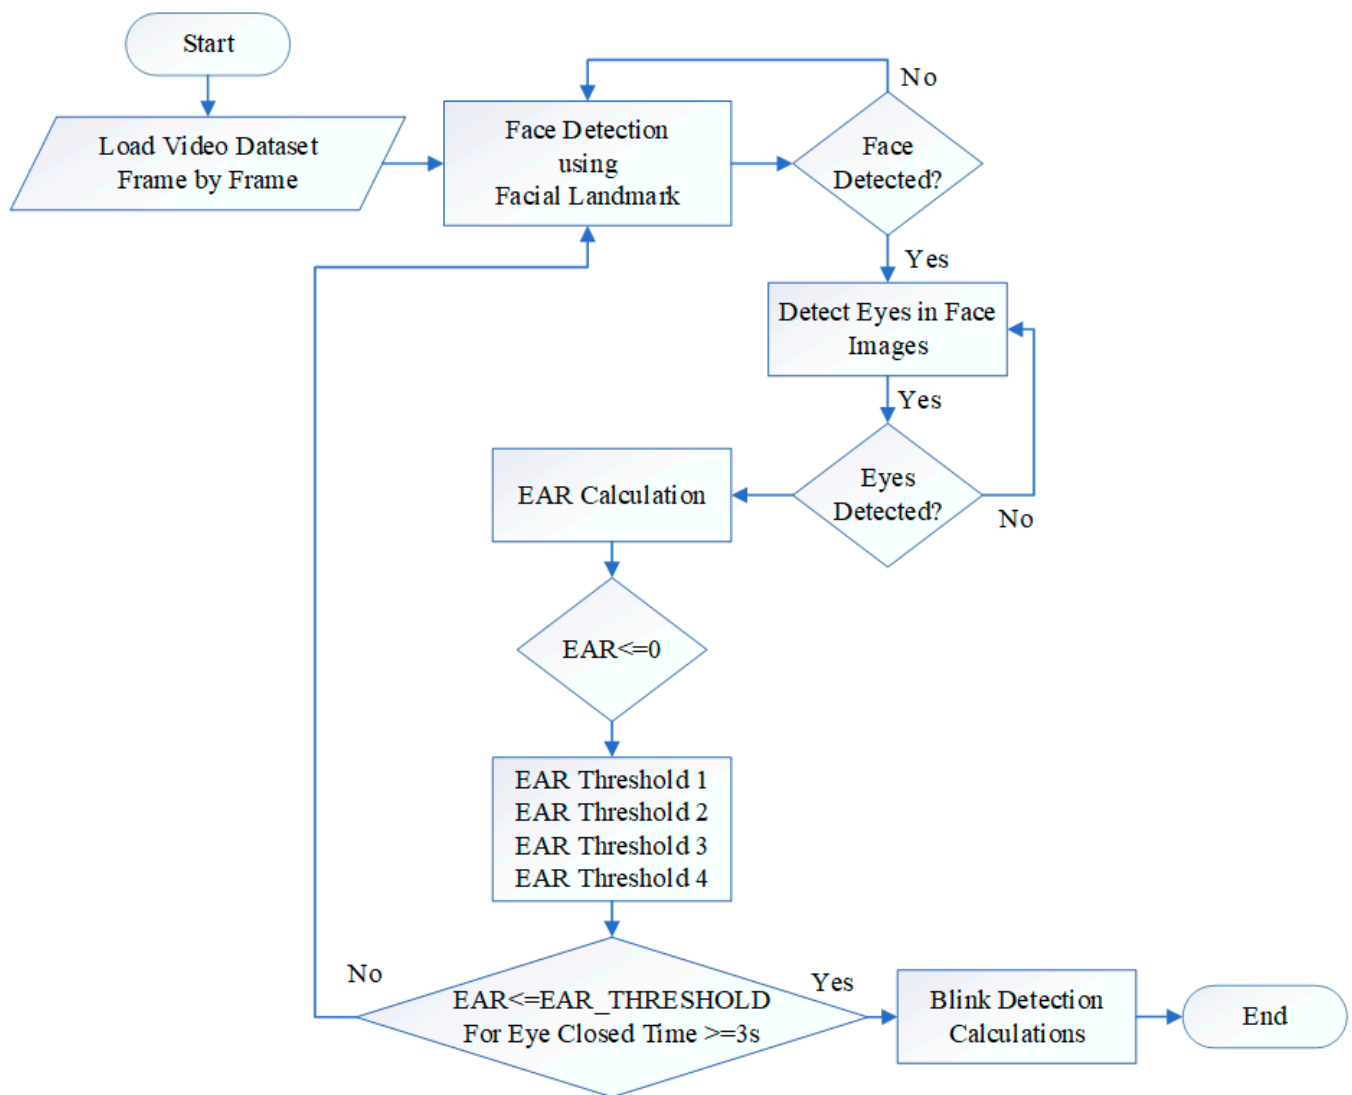 Start
Load Video Dataset
Frame by Frame
Face Detection
using
Facial Landmark
No
Face
Detected?
Yes
Detect Eyes in Face
Images
Yes
Eyes
Detected?
No
EAR Calculation
EAR<=0
EAR Threshold 1
EAR Threshold 2
EAR Threshold 3
EAR Threshold 4
No
EAR<=EAR_THRESHOLD
For Eye Closed Time >=3s
Yes
Blink Detection
Calculations
End